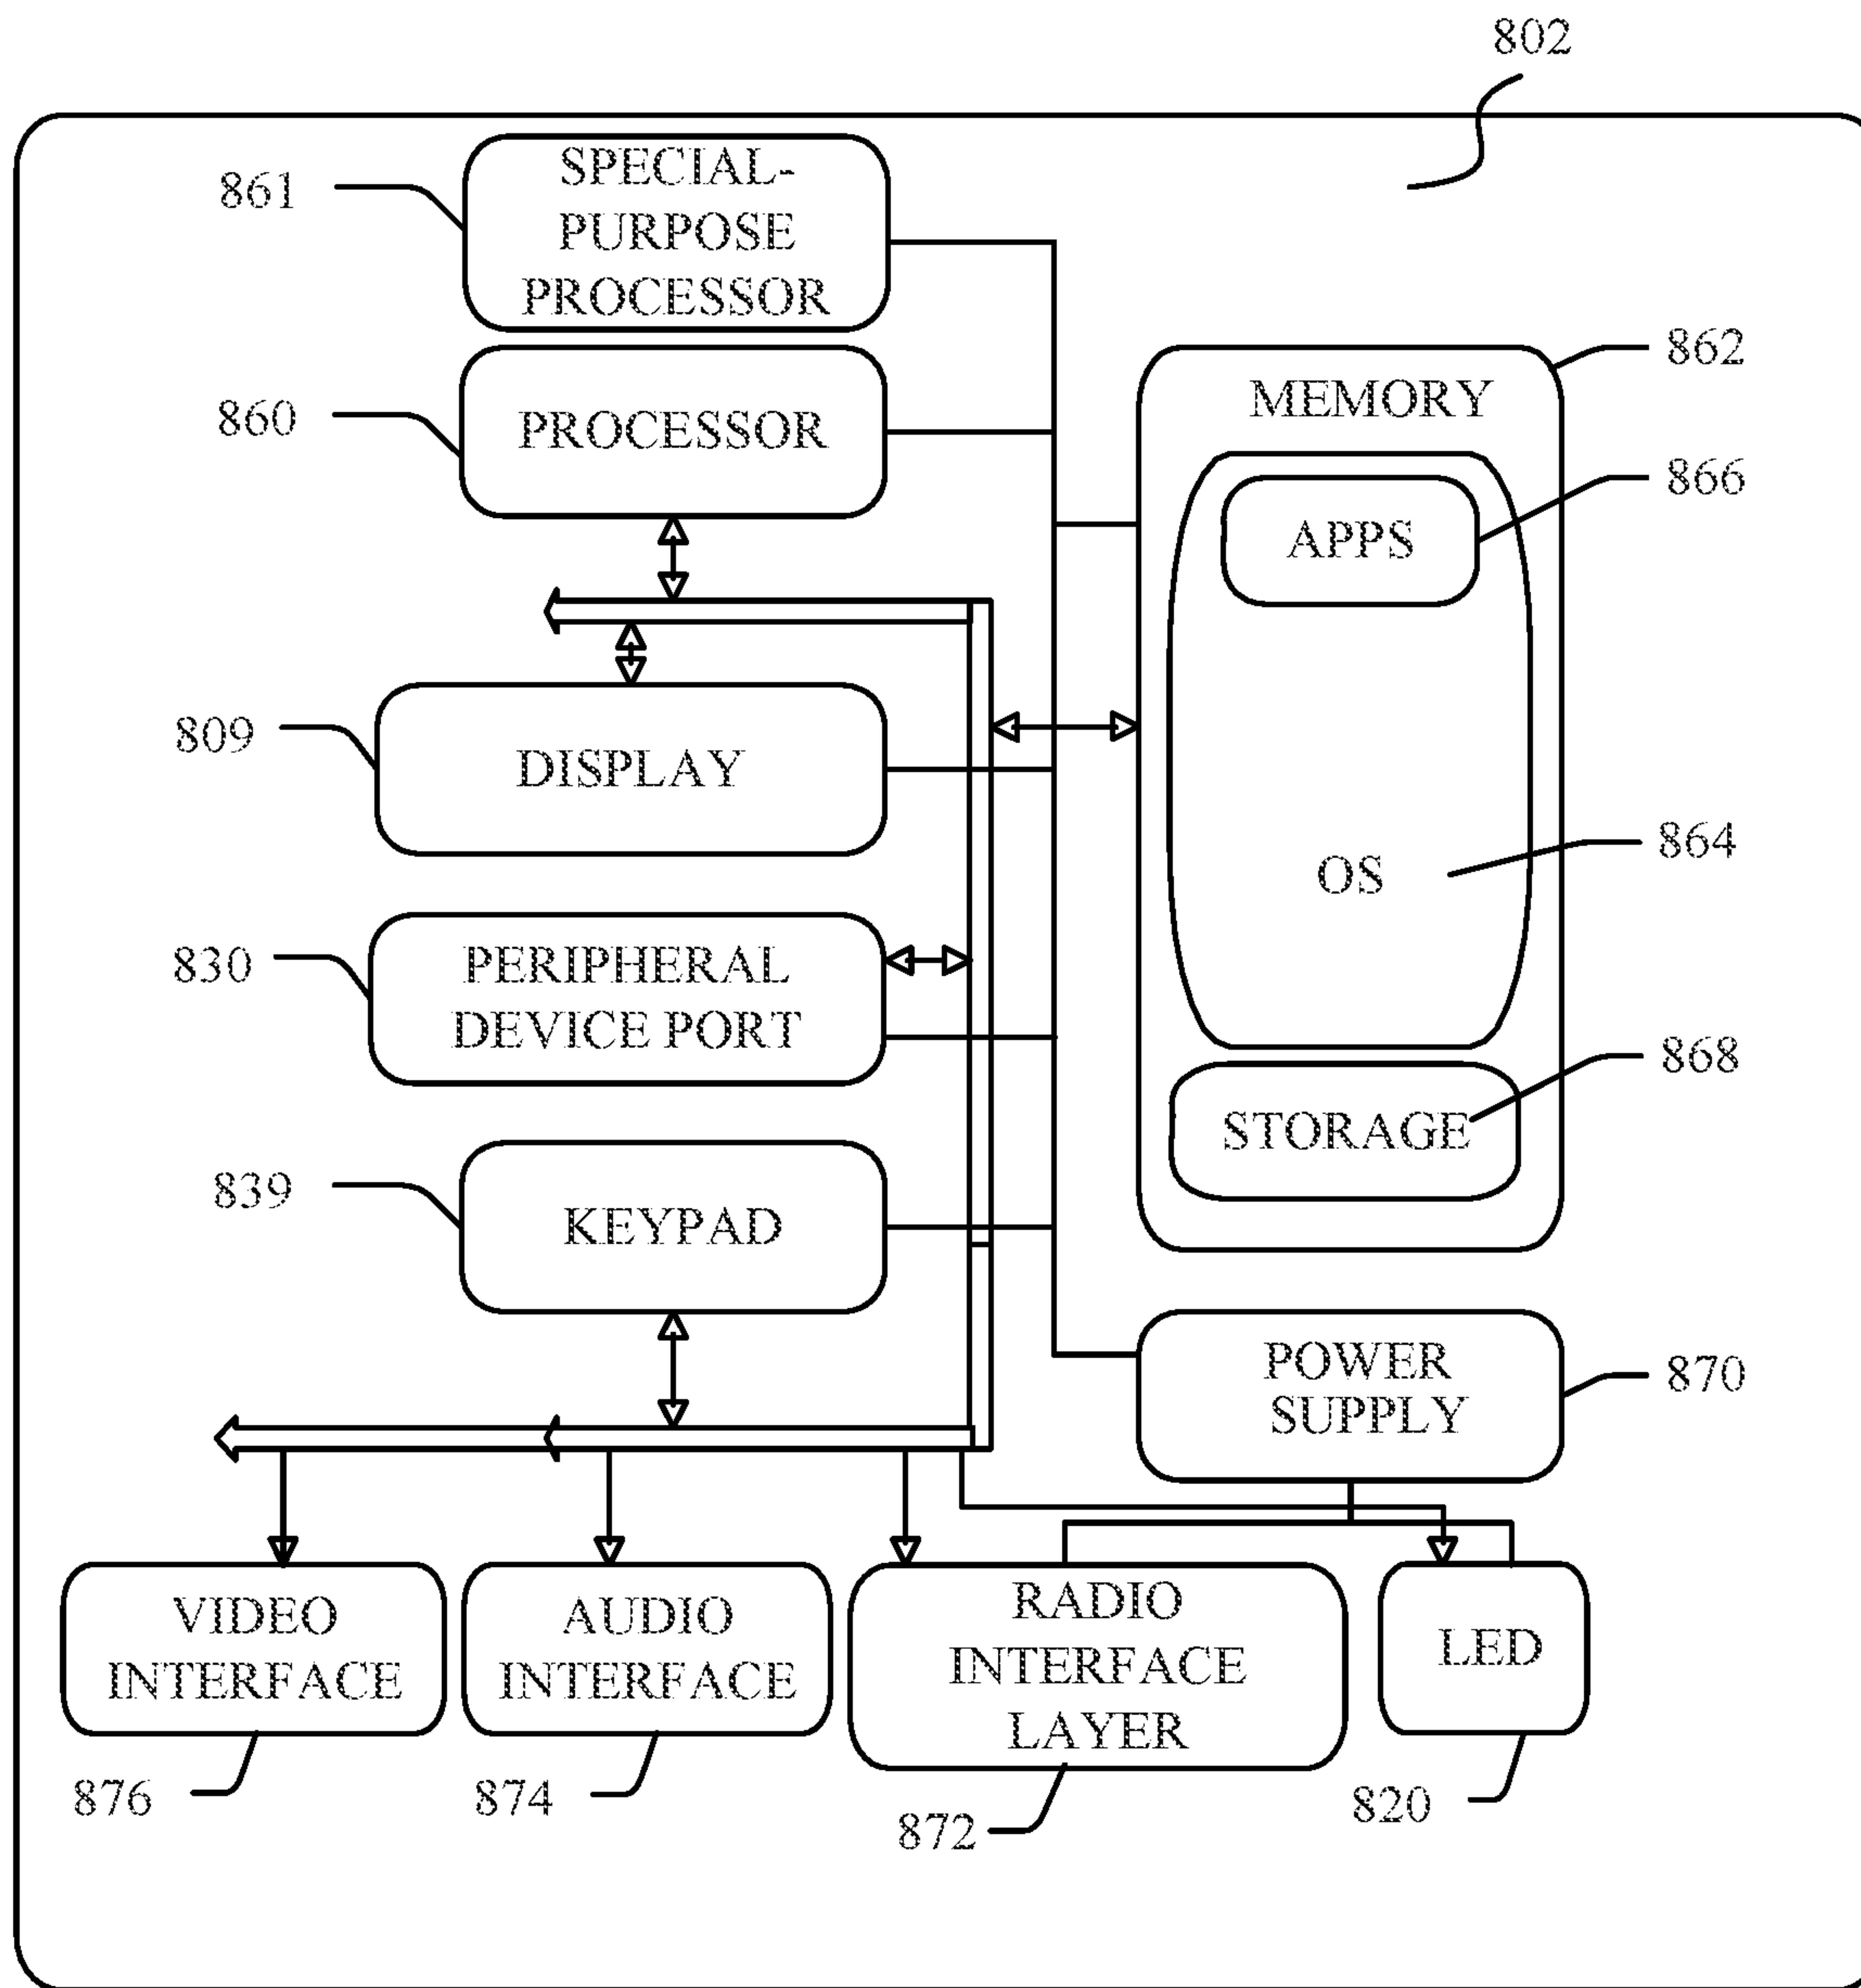 802
861
SPECIAL-
PURPOSE
PROCESSOR
862
MEMORY
860
PROCESSOR
866
APPS
809
DISPLAY
864
OS
830
PERIPHERAL
DEVICE PORT
868
STORAGE
839
KEYPAD
POWER
SUPPLY
870
VIDEO
INTERFACE
AUDIO
INTERFACE
RADIO
INTERFACE
LAYER
LED
876
874
872
820